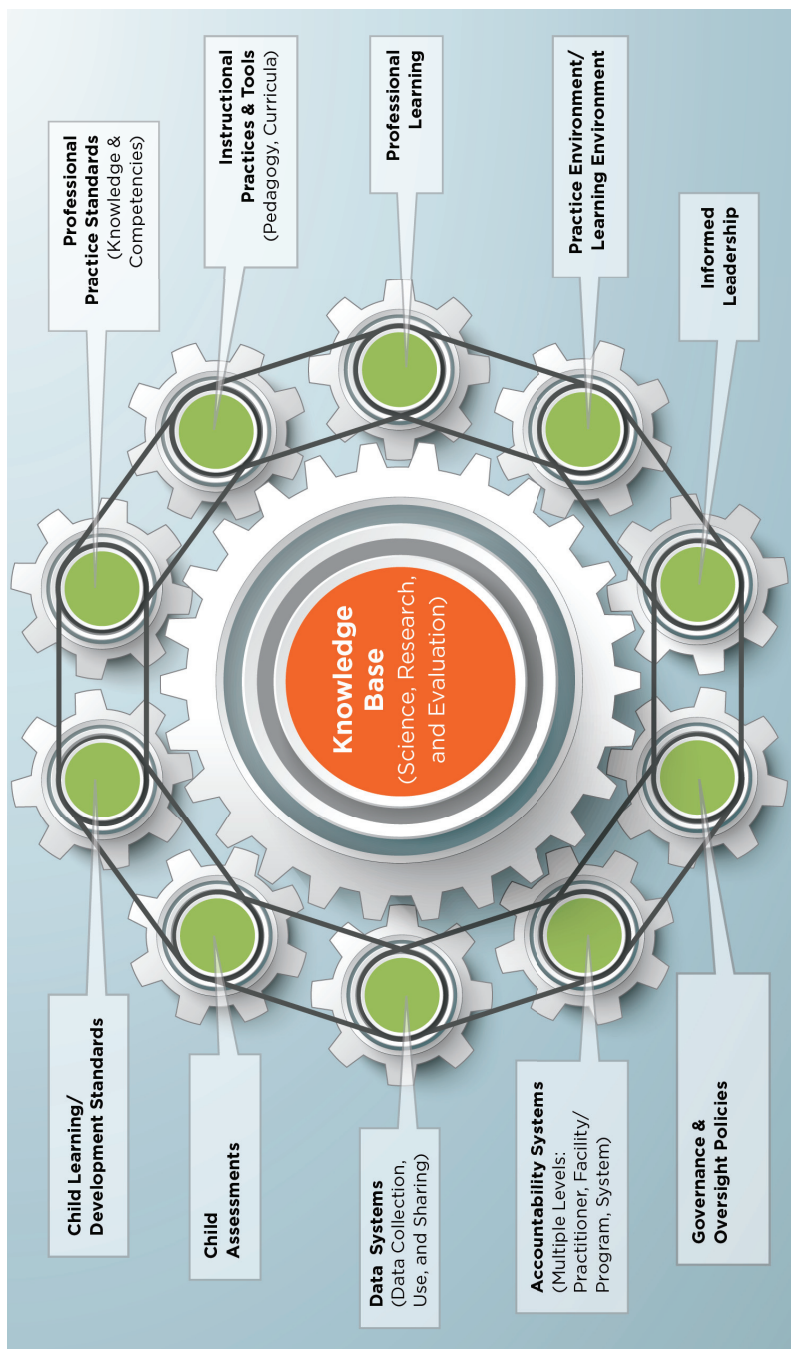 Child Learning/
Development Standards
Professional
Practice Standards
(Knowledge &
Competencies)
Child
Assessments
Instructional
Practices & Tools
(Pedagogy, Curricula)
Data Systems
(Data Collection,
Use, and Sharing)
Knowledge
Base
(Science, Research,
and Evaluation)
Professional
Learning
Accountability Systems
(Multiple Levels:
Practitioner, Facility/
Program, System)
Practice Environment/
Learning Environment
Governance &
Oversight Policies
Informed
Leadership